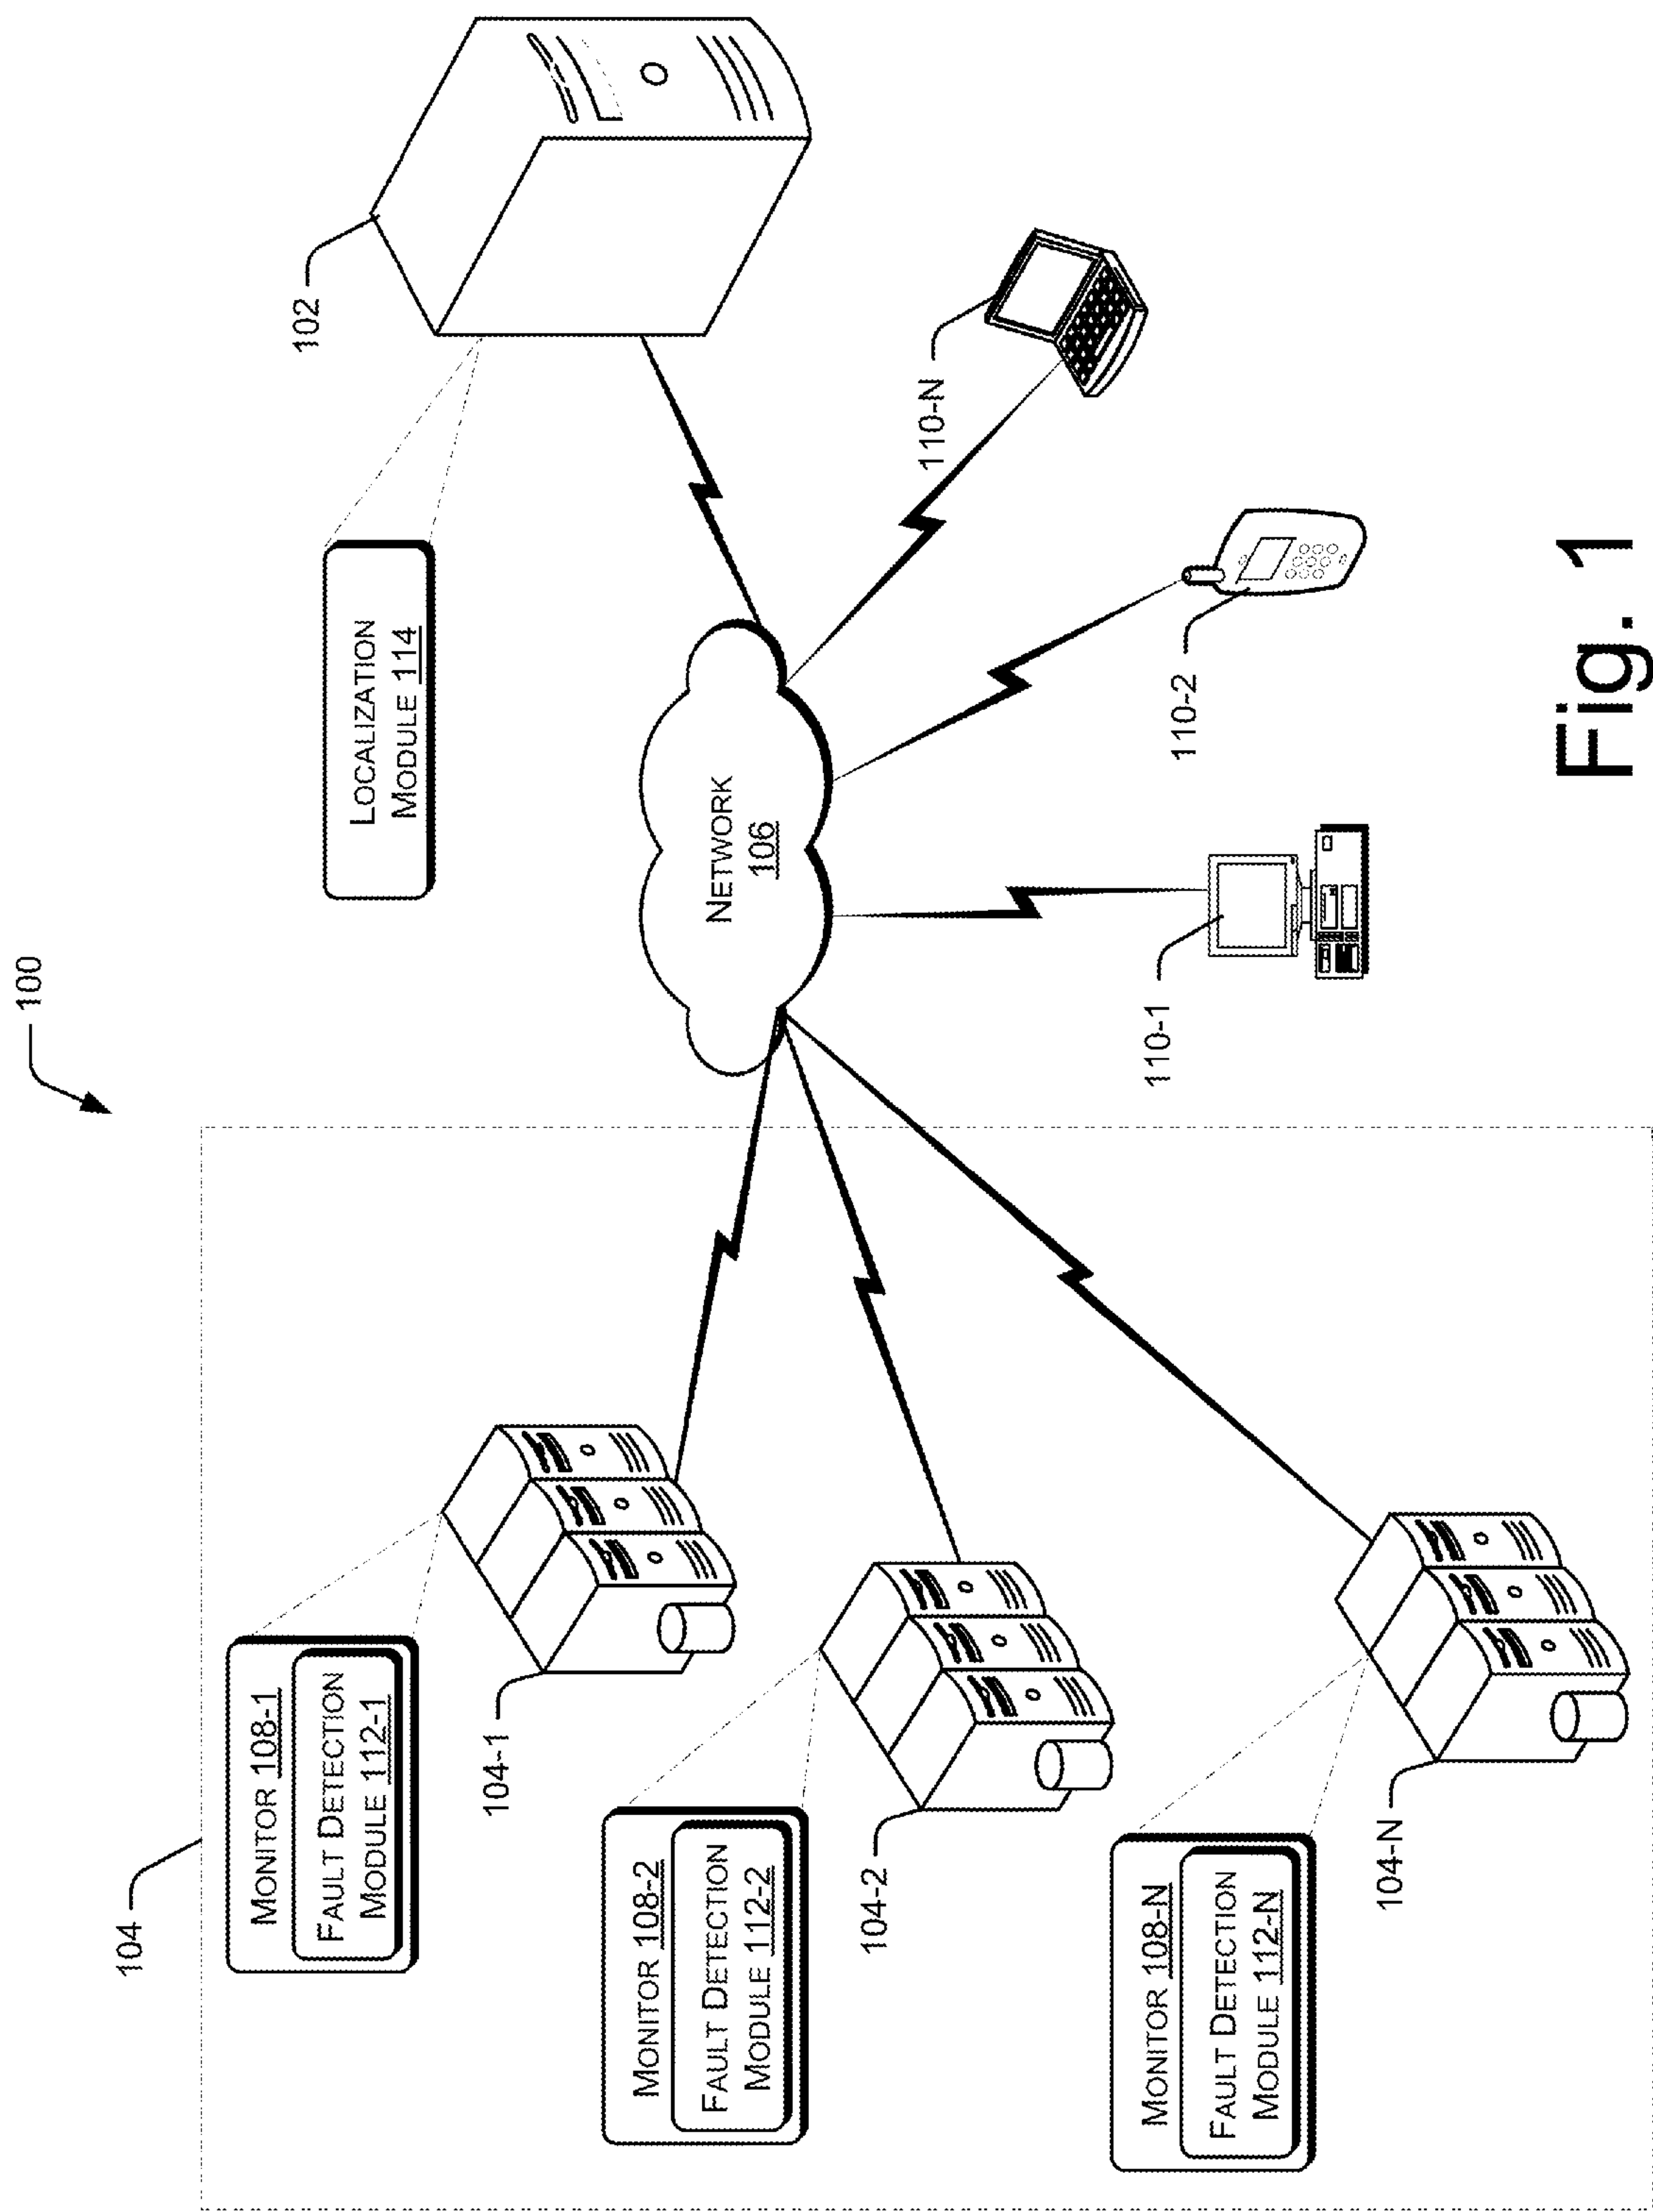 100
104
MONITOR 108-1
FAULT DETECTION
MODULE 112-1
104-1
MONITOR 108-2
FAULT DETECTION
MODULE 112-2
104-2
MONITOR 108-N
FAULT DETECTION
MODULE 112-N
104-N
LOCALIZATION
MODULE 114
102
NETWORK
106
110-1
110-2
110-N
Fig. 1